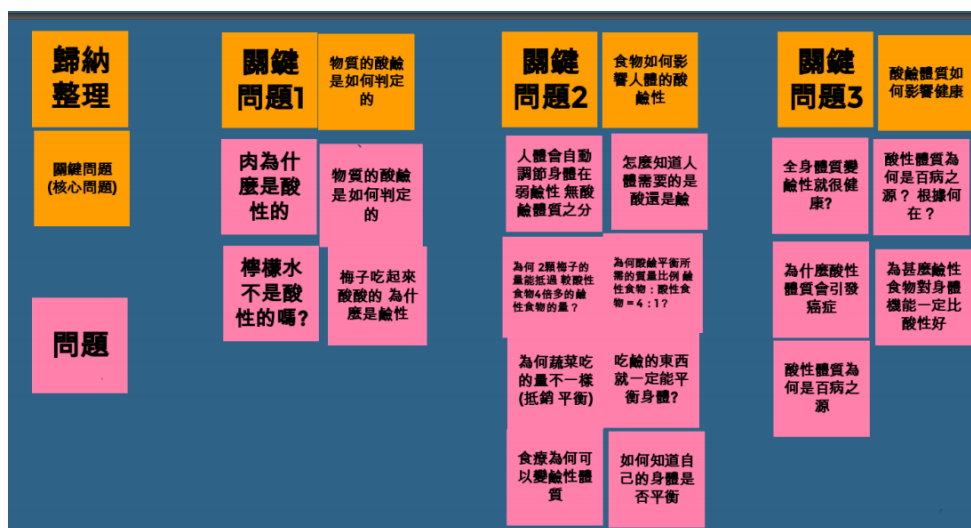 歸納
整理
關鍵問題
(核心問題)
問題
關鍵
問題1
物質的酸鹼
是如何判定
的
肉為什
麼是酸
性的
物質的酸鹼
是如何判定
的
檸檬水
不是酸
性的嗎?
梅子吃起來
酸酸的 為什
麼是鹼性
關鍵
問題2
食物如何影
響人體的酸
鹼性
人體會自動
調節身體在
弱鹼性 無酸
鹼體質之分
怎麼知道人
體需要的是
酸還是鹼
為何 2顆梅子的
量能抵過 較酸性
食物4倍多的鹼
性食物的量?
為何酸鹼平衡所
需的質量比例 鹼
性食物:酸性食
物=4:1?
為何蔬菜吃
的量不一樣
(抵銷 平衡)
吃鹼的東西
就一定能平
衡身體?
食療為何可
以變鹼性體
質
如何知道自
己的身體是
否平衡
關鍵
問題3
酸鹼體質如
何影響健康
全身體質變
鹼性就很健
康?
酸性體質為
何是百病之
源? 根據何
在?
為什麼酸性
體質會引發
癌症
為甚麼鹼性
食物對身體
機能一定比
酸性好
酸性體質為
何是百病之
源